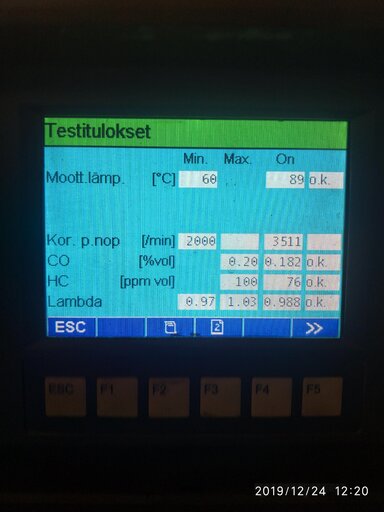 Testitulokset
Min. Max. On
Moott.lämp. [°C] 60 89 o.k.
Kor. p.nop [/min] 2000 3511
CO [%vol] 0.20 0.182 o.k.
HC [ppm vol] 100 76 o.k.
Lambda 0.97 1.03 0.988 o.k.
ESC 2 >>
ESC F1 F2 F3 F4 F5
2019/12/24 12:20